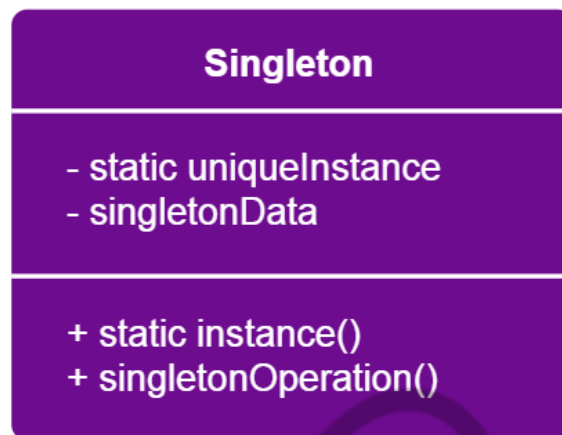 Singleton
- static uniqueInstance
- singletonData
+ static instance()
+ singletonOperation()